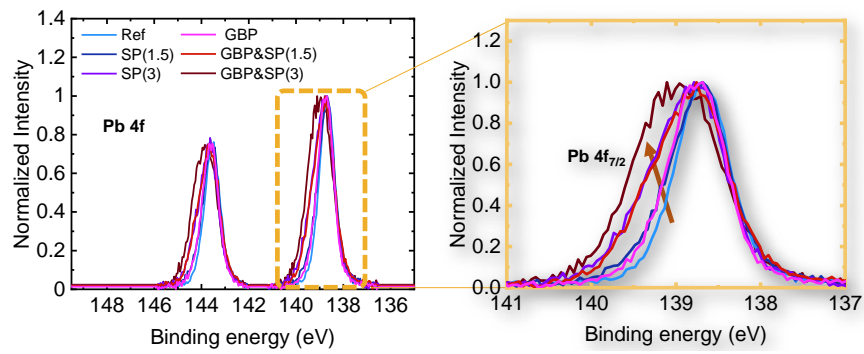 1.4
1.2
1
0.8
0.6
0.4
0.2
0
Normalized Intensity
Ref
SP(1.5)
SP(3)
GBP
GBP&SP(1.5)
GBP&SP(3)
Pb 4f
148 146 144 142 140 138 136
Binding energy (eV)
1.2
1.0
0.8
0.6
0.4
0.2
0.0
Normalized Intensity
Pb 4f7/2
141 140 139 138 137
Binding energy (eV)